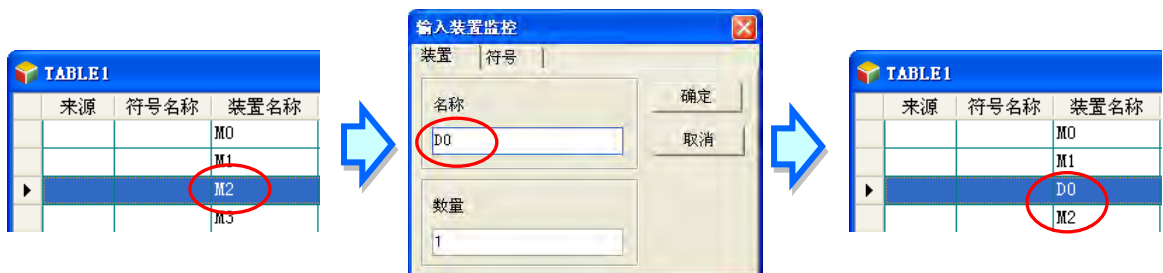 TABLE1
来源 符号名称 装置名称
M0
M1
M2
M3
输入装置监控
装置 符号
名称
D0
确定
取消
数量
1
TABLE1
来源 符号名称 装置名称
M0
M1
D0
M2